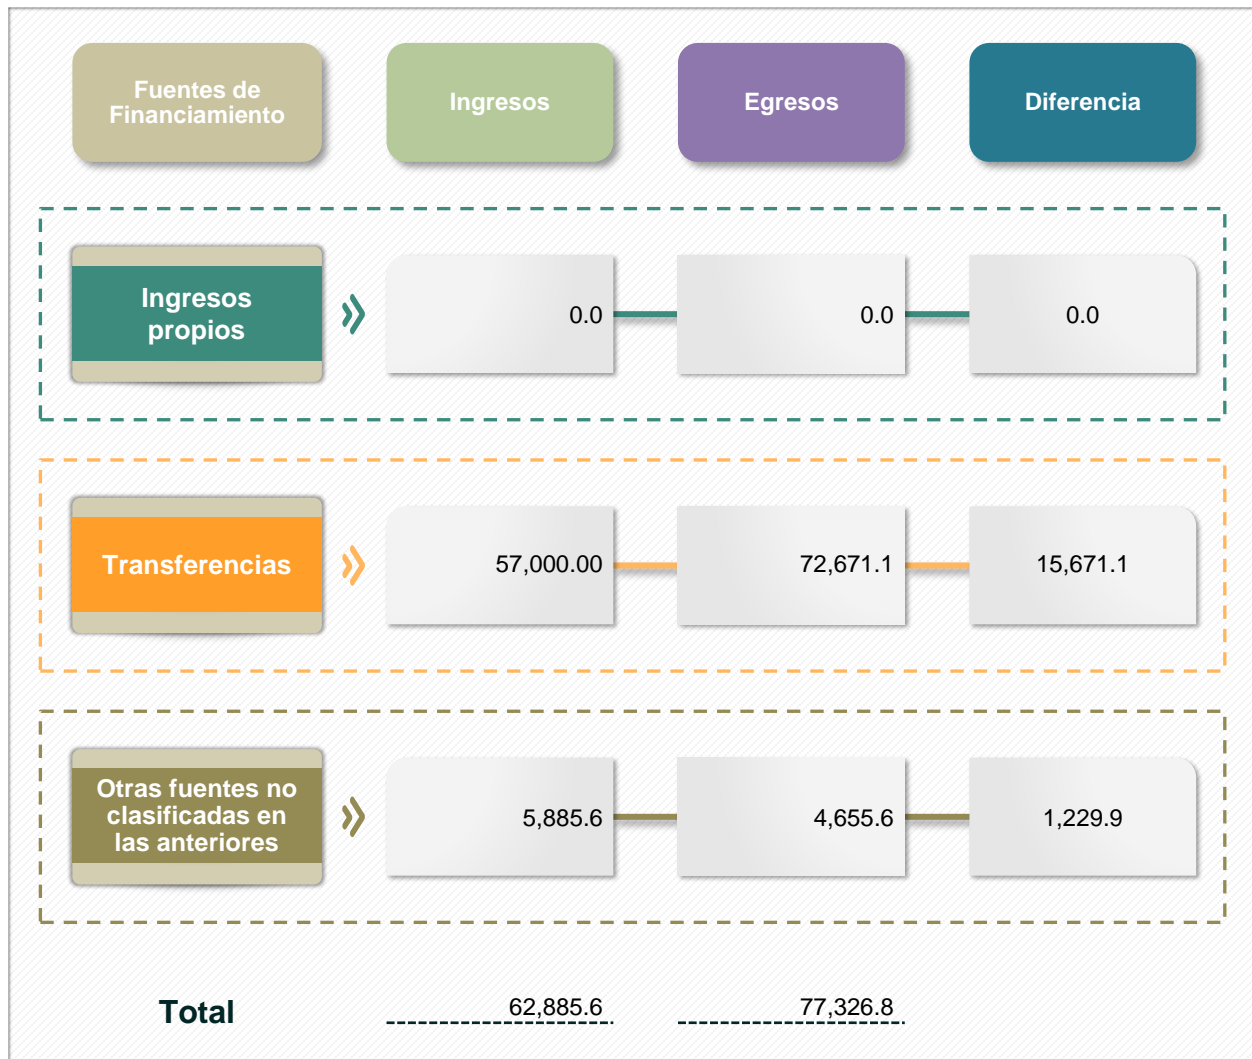 Fuentes de
Financiamiento
Ingresos
Egresos
Diferencia
Ingresos
propios
0.0
0.0
0.0
Transferencias
57,000.00
72,671.1
15,671.1
Otras fuentes no
clasificadas en
las anteriores
5,885.6
4,655.6
1,229.9
Total
62,885.6
77,326.8